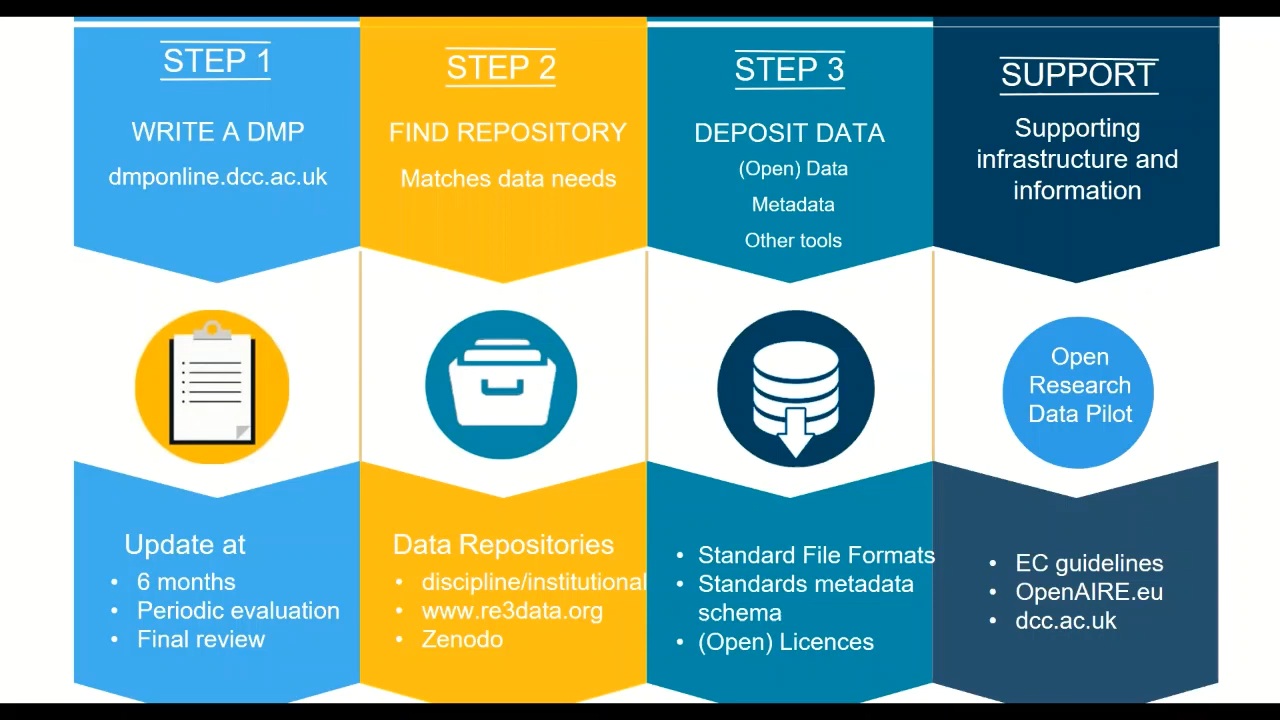 STEP 1
WRITE A DMP
dmponline.dcc.ac.uk
Update at
• 6 months
• Periodic evaluation
• Final review
STEP 2
FIND REPOSITORY
Matches data needs
Data Repositories
• discipline/institutional
• www.re3data.org
• Zenodo
STEP 3
DEPOSIT DATA
(Open) Data
Metadata
Other tools
• Standard File Formats
• Standards metadata
schema
• (Open) Licences
SUPPORT
Supporting
infrastructure and
information
Open
Research
Data Pilot
• EC guidelines
• OpenAIRE.eu
• dcc.ac.uk